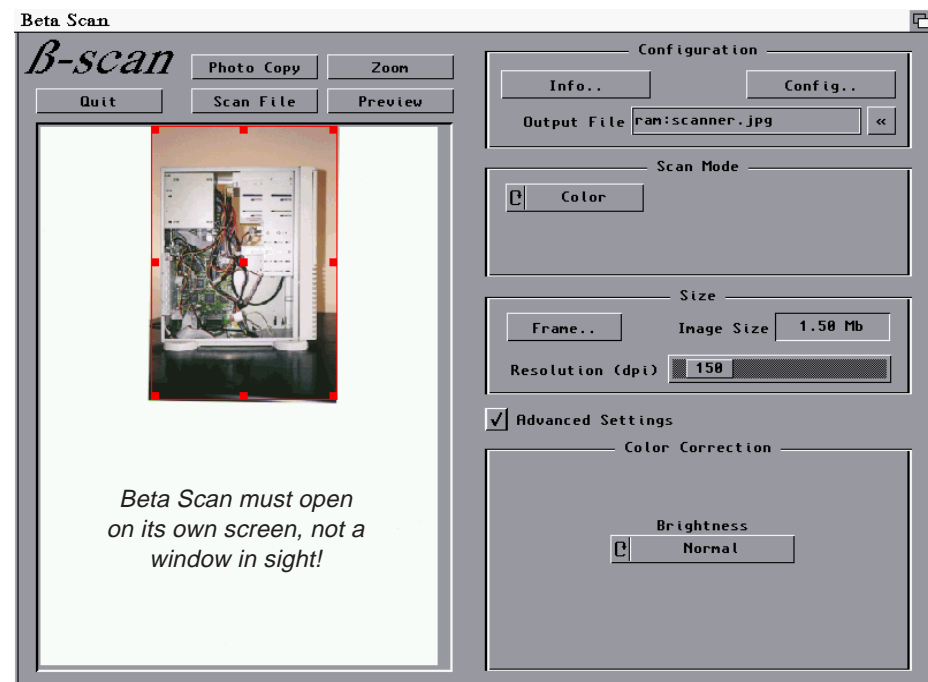 Beta Scan
ß-scan
Photo Copy
Zoom
Quit
Scan File
Preview
Beta Scan must open
on its own screen, not a
window in sight!
Configuration
Info..
Config..
Output File ram:scanner.jpg «
Scan Mode
Color
Size
Frame..
Image Size 1.50 Mb
Resolution (dpi) 150
Advanced Settings
Color Correction
Brightness
Normal